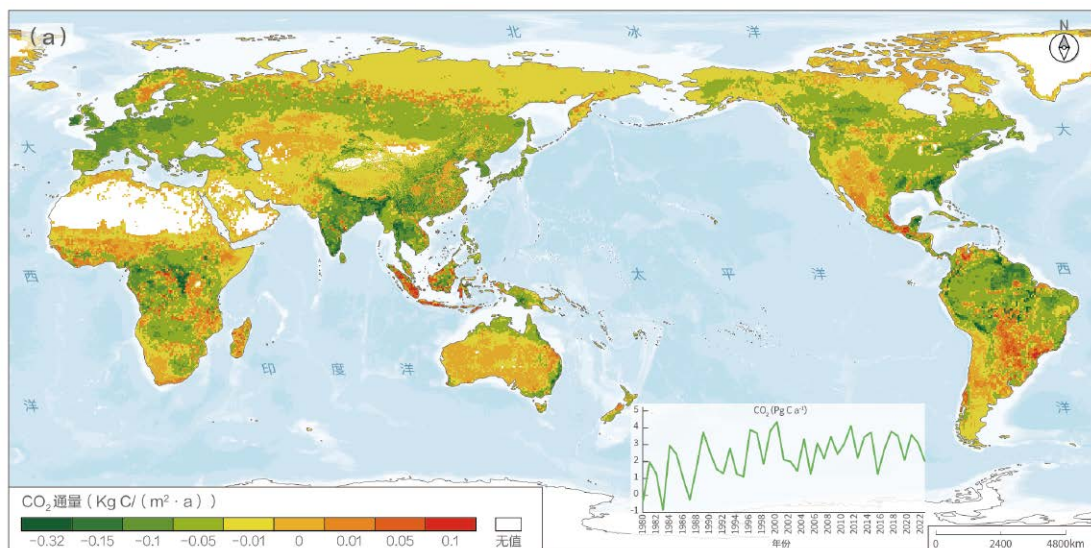 (a)
北 冰 洋
N
大 西 洋
太 平 洋
印 度 洋
大 西 洋
CO₂ (Pg C a⁻¹)
5
4
3
2
1
0
-1
1980 1982 1984 1986 1988 1990 1992 1994 1996 1998 2000 2002 2004 2006 2008 2010 2012 2014 2016 2018 2020 2022
年份
CO₂ 通量 ( Kg C/ ( m² · a )
-0.32 -0.15 -0.1 -0.05 -0.01 0 0.01 0.05 0.1 无值
0 2400 4800km